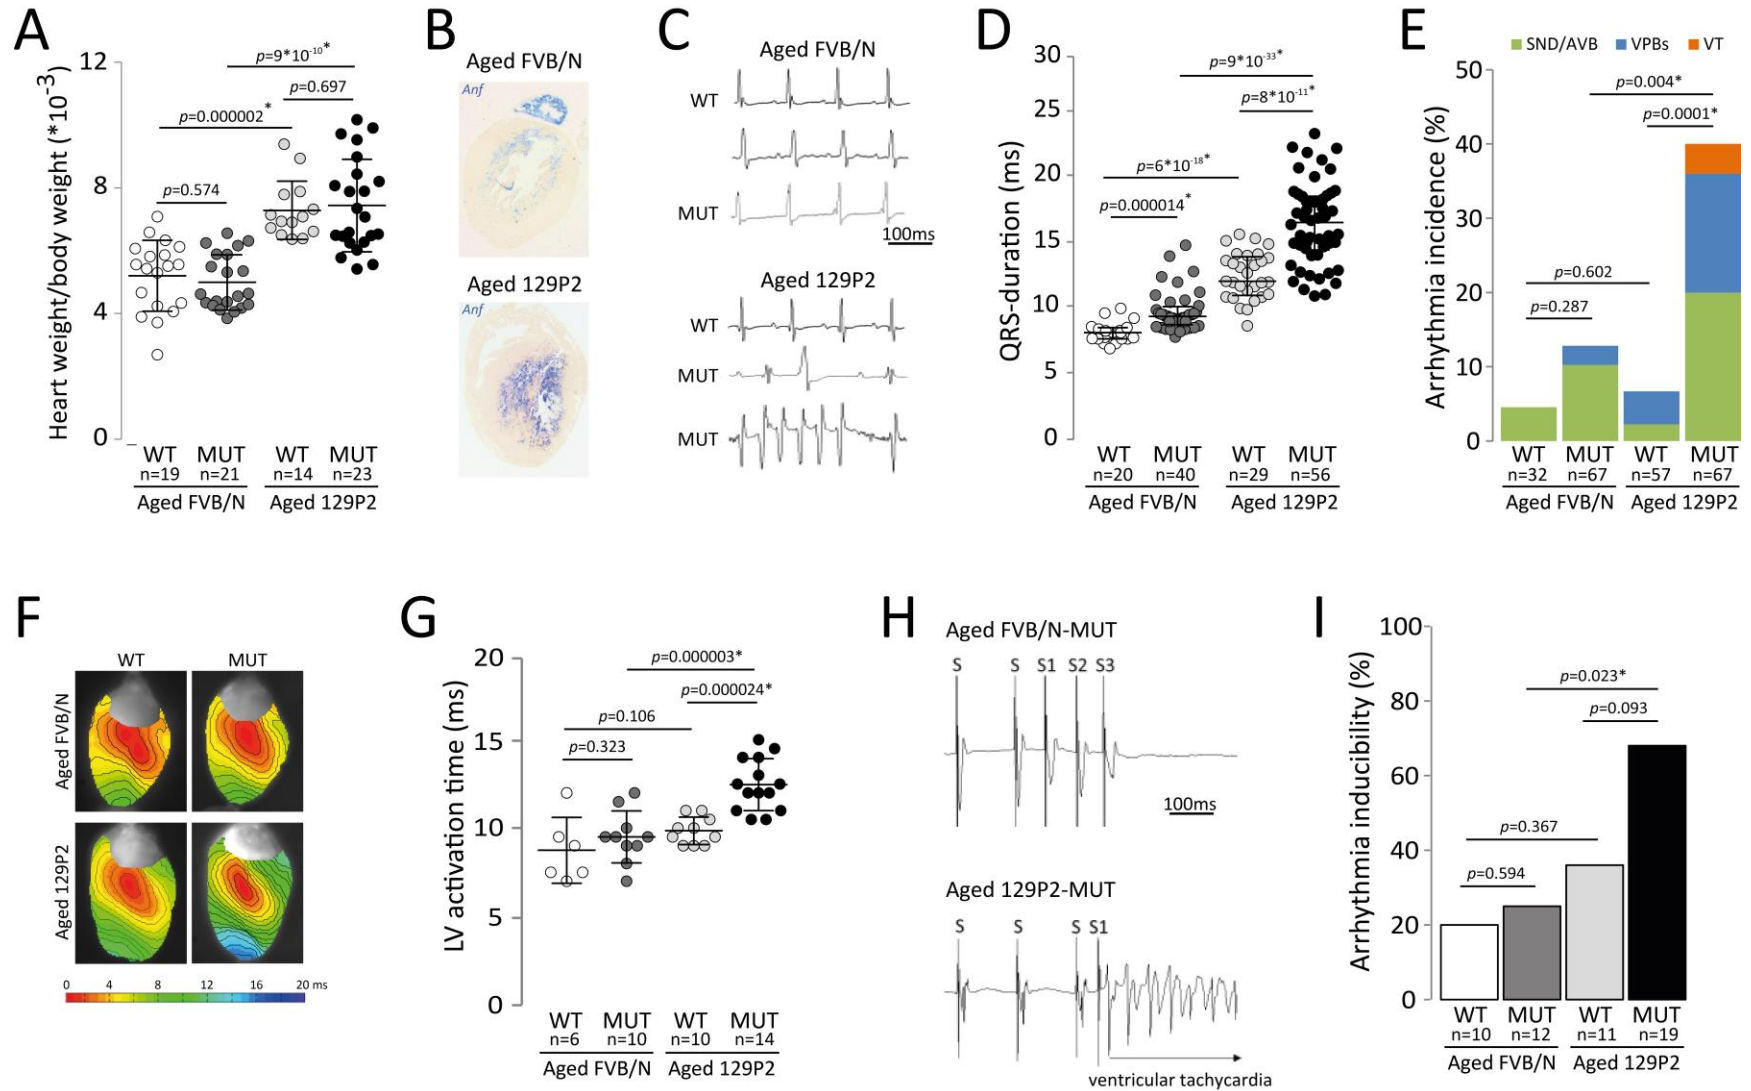 A
Heart weight/body weight (*10⁻³)
12
8
4
0
p=9*10⁻¹⁰*
p=0.697
p=0.000002*
p=0.574
WT
MUT
WT
MUT
n=19
n=21
n=14
n=23
Aged FVB/N
Aged 129P2
B
Aged FVB/N
Anf
Aged 129P2
Anf
C
Aged FVB/N
WT
MUT
100ms
Aged 129P2
WT
MUT
MUT
D
QRS-duration (ms)
30
25
20
15
10
5
0
p=9*10⁻³³*
p=8*10⁻¹¹*
p=6*10⁻¹⁸*
p=0.000014*
WT
MUT
WT
MUT
n=20
n=40
n=29
n=56
Aged FVB/N
Aged 129P2
E
SND/AVB
VPBs
VT
Arrhythmia incidence (%)
50
40
30
20
10
0
p=0.004*
p=0.0001*
p=0.602
p=0.287
WT
MUT
WT
MUT
n=32
n=67
n=57
n=67
Aged FVB/N
Aged 129P2
F
WT
MUT
Aged FVB/N
Aged 129P2
0 4 8 12 16 20 ms
G
LV activation time (ms)
20
15
10
5
0
p=0.000003*
p=0.000024*
p=0.106
p=0.323
WT
MUT
WT
MUT
n=6
n=10
n=10
n=14
Aged FVB/N
Aged 129P2
H
Aged FVB/N-MUT
S S S1 S2 S3
100ms
Aged 129P2-MUT
S S S S1
ventricular tachycardia
I
Arrhythmia inducibility (%)
100
80
60
40
20
0
p=0.023*
p=0.093
p=0.367
p=0.594
WT
MUT
WT
MUT
n=10
n=12
n=11
n=19
Aged FVB/N
Aged 129P2